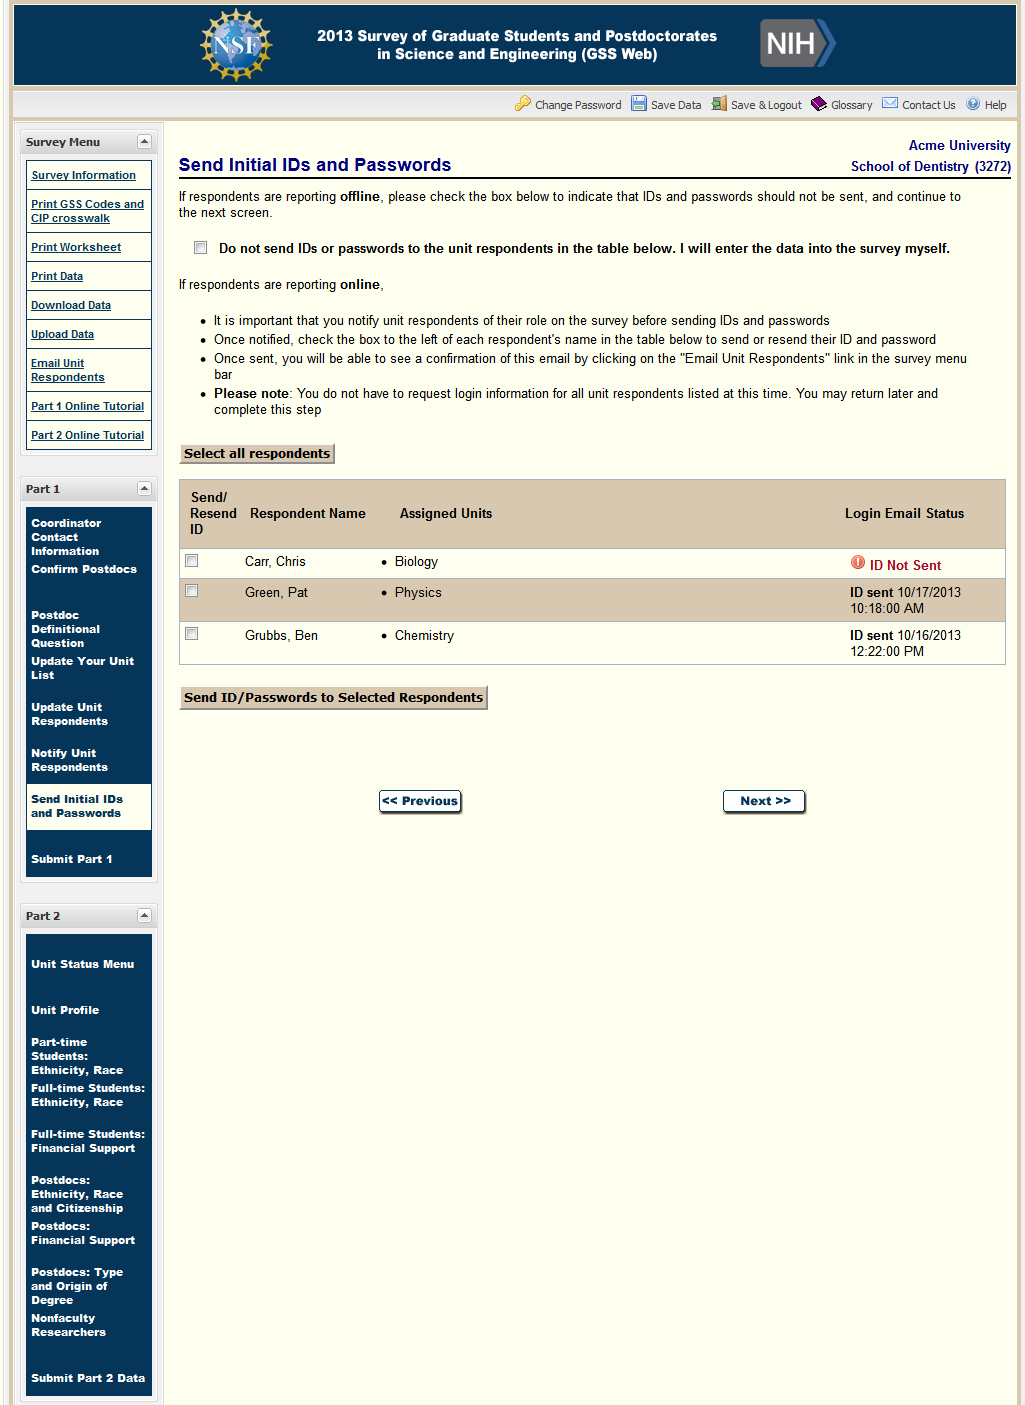 NSF
2013 Survey of Graduate Students and Postdoctorates
in Science and Engineering (GSS Web)
NIH
Change Password Save Data Save & Logout Glossary Contact Us Help
Survey Menu
Survey Information
Print GSS Codes and
CIP crosswalk
Print Worksheet
Print Data
Download Data
Upload Data
Email Unit
Respondents
Part 1 Online Tutorial
Part 2 Online Tutorial
Part 1
Coordinator
Contact
Information
Confirm Postdocs
Postdoc
Definitional
Question
Update Your Unit
List
Update Unit
Respondents
Notify Unit
Respondents
Send Initial IDs
and Passwords
Submit Part 1
Part 2
Unit Status Menu
Unit Profile
Part-time
Students:
Ethnicity, Race
Full-time Students:
Ethnicity, Race
Full-time Students:
Financial Support
Postdocs:
Ethnicity, Race
and Citizenship
Postdocs:
Financial Support
Postdocs: Type
and Origin of
Degree
Nonfaculty
Researchers
Submit Part 2 Data
Acme University
Send Initial IDs and Passwords School of Dentistry (3272)
If respondents are reporting offline, please check the box below to indicate that IDs and passwords should not be sent, and continue to
the next screen.
Do not send IDs or passwords to the unit respondents in the table below. I will enter the data into the survey myself.
If respondents are reporting online,
• It is important that you notify unit respondents of their role on the survey before sending IDs and passwords
• Once notified, check the box to the left of each respondent's name in the table below to send or resend their ID and password
• Once sent, you will be able to see a confirmation of this email by clicking on the "Email Unit Respondents" link in the survey menu
bar
• Please note: You do not have to request login information for all unit respondents listed at this time. You may return later and
complete this step
Select all respondents
Send/
Resend Respondent Name Assigned Units Login Email Status
ID
Carr, Chris • Biology ID Not Sent
Green, Pat • Physics ID sent 10/17/2013
10:18:00 AM
Grubbs, Ben • Chemistry ID sent 10/16/2013
12:22:00 PM
Send ID/Passwords to Selected Respondents
<< Previous Next >>